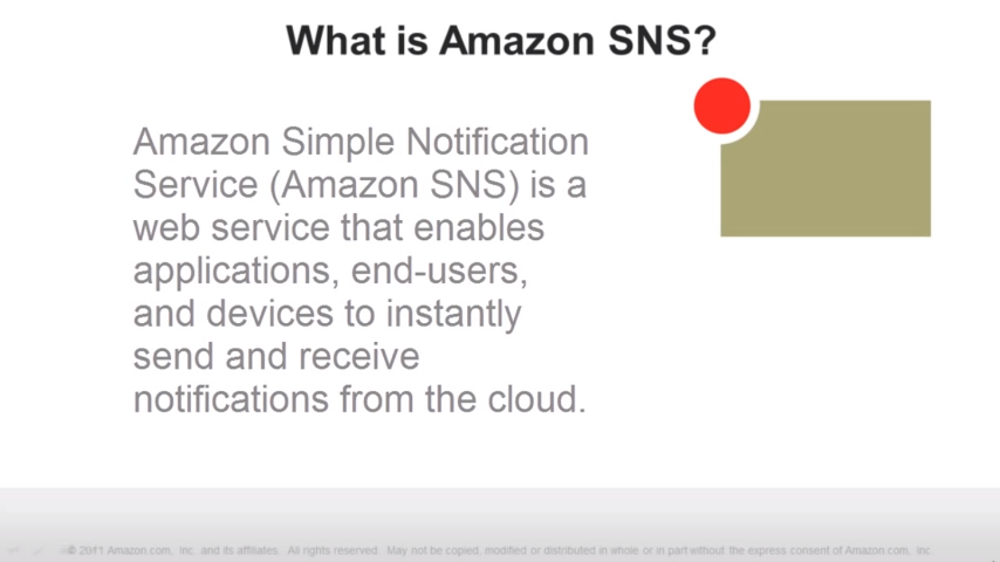 What is Amazon SNS?
Amazon Simple Notification
Service (Amazon SNS) is a
web service that enables
applications, end-users,
and devices to instantly
send and receive
notifications from the cloud.
© 2011 Amazon.com, Inc. and its affiliates. All rights reserved. May not be copied, modified or distributed in whole or in part without the express consent of Amazon.com, Inc.